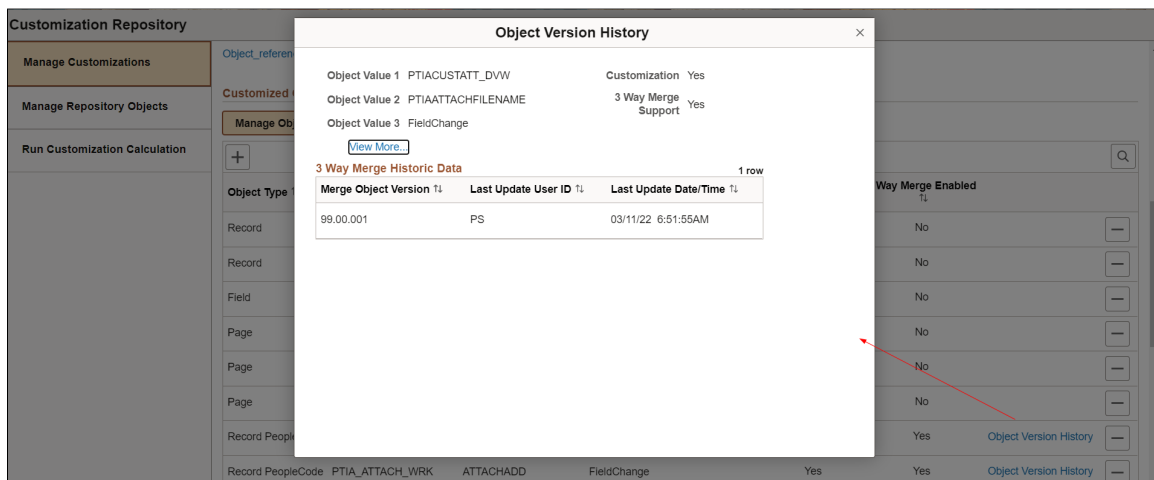 Customization Repository
Manage Customizations
Manage Repository Objects
Run Customization Calculation
Object_referen
Customized
Manage Obj
Object Type
Way Merge Enabled
Record No
Record No
Field No
Page No
Page No
Page No
Record People Yes Object Version History
Record PeopleCode PTIA_ATTACH_WRK ATTACHADD FieldChange Yes Yes Object Version History
Object Version History
Object Value 1 PTIACUSTATT_DVW Customization Yes
Object Value 2 PTIAATTACHFILENAME 3 Way Merge Support Yes
Object Value 3 FieldChange
View More...
3 Way Merge Historic Data 1 row
Merge Object Version Last Update User ID Last Update Date/Time
99.00.001 PS 03/11/22 6:51:55AM